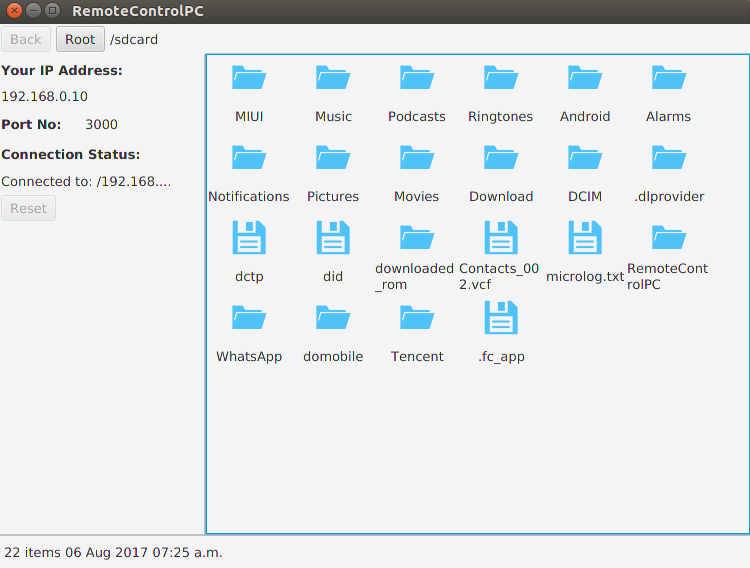 RemoteControlPC
Back Root /sdcard
Your IP Address:
192.168.0.10
Port No: 3000
Connection Status:
Connected to: /192.168....
Reset
MIUI Music Podcasts Ringtones Android Alarms
Notifications Pictures Movies Download DCIM .dlprovider
dctp did downloaded_rom Contacts_002.vcf microlog.txt RemoteControlPC
WhatsApp domobile Tencent .fc_app
22 items 06 Aug 2017 07:25 a.m.